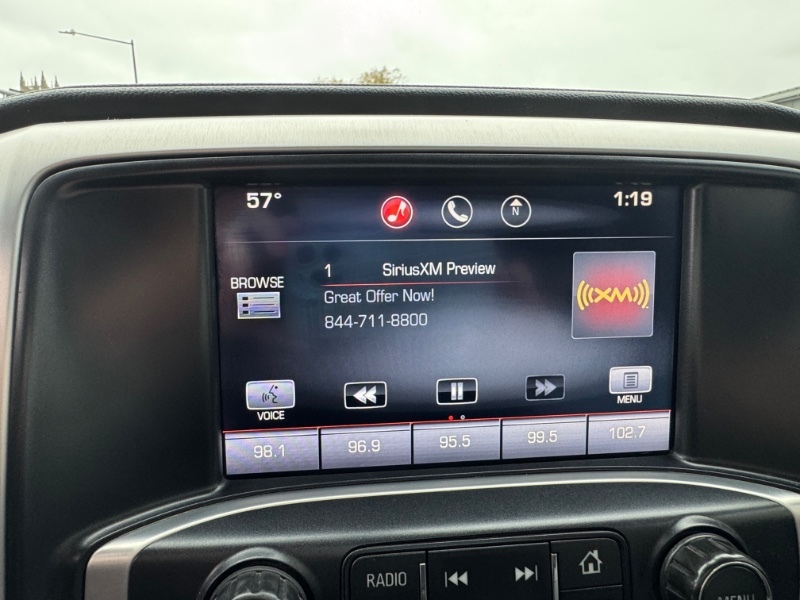 57° 1:19
N
BROWSE
1 SiriusXM Preview
Great Offer Now!
844-711-8800
((XM))
VOICE
MENU
98.1 96.9 95.5 99.5 102.7
RADIO
MENU